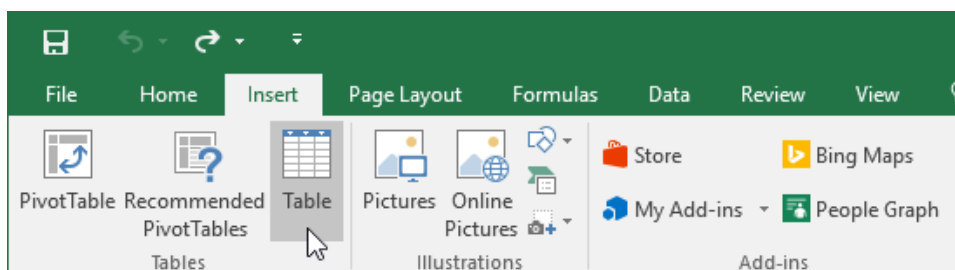 File Home Insert Page Layout Formulas Data Review View
PivotTable Recommended PivotTables Table Pictures Online Pictures
Store Bing Maps
My Add-ins People Graph
Tables Illustrations Add-ins